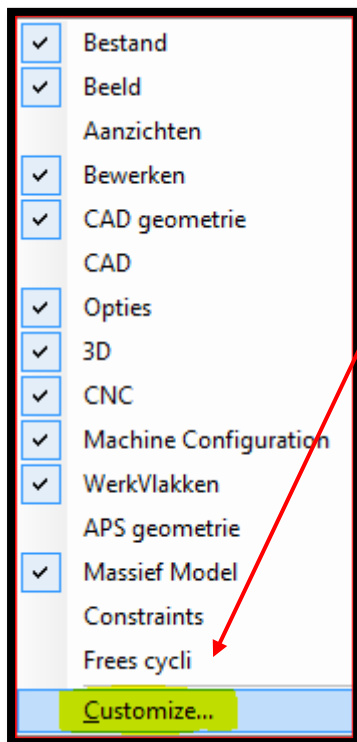 Bestand
Beeld
Aanzichten
Bewerken
CAD geometrie
CAD
Opties
3D
CNC
Machine Configuration
WerkVlakken
APS geometrie
Massief Model
Constraints
Frees cycli
Customize...